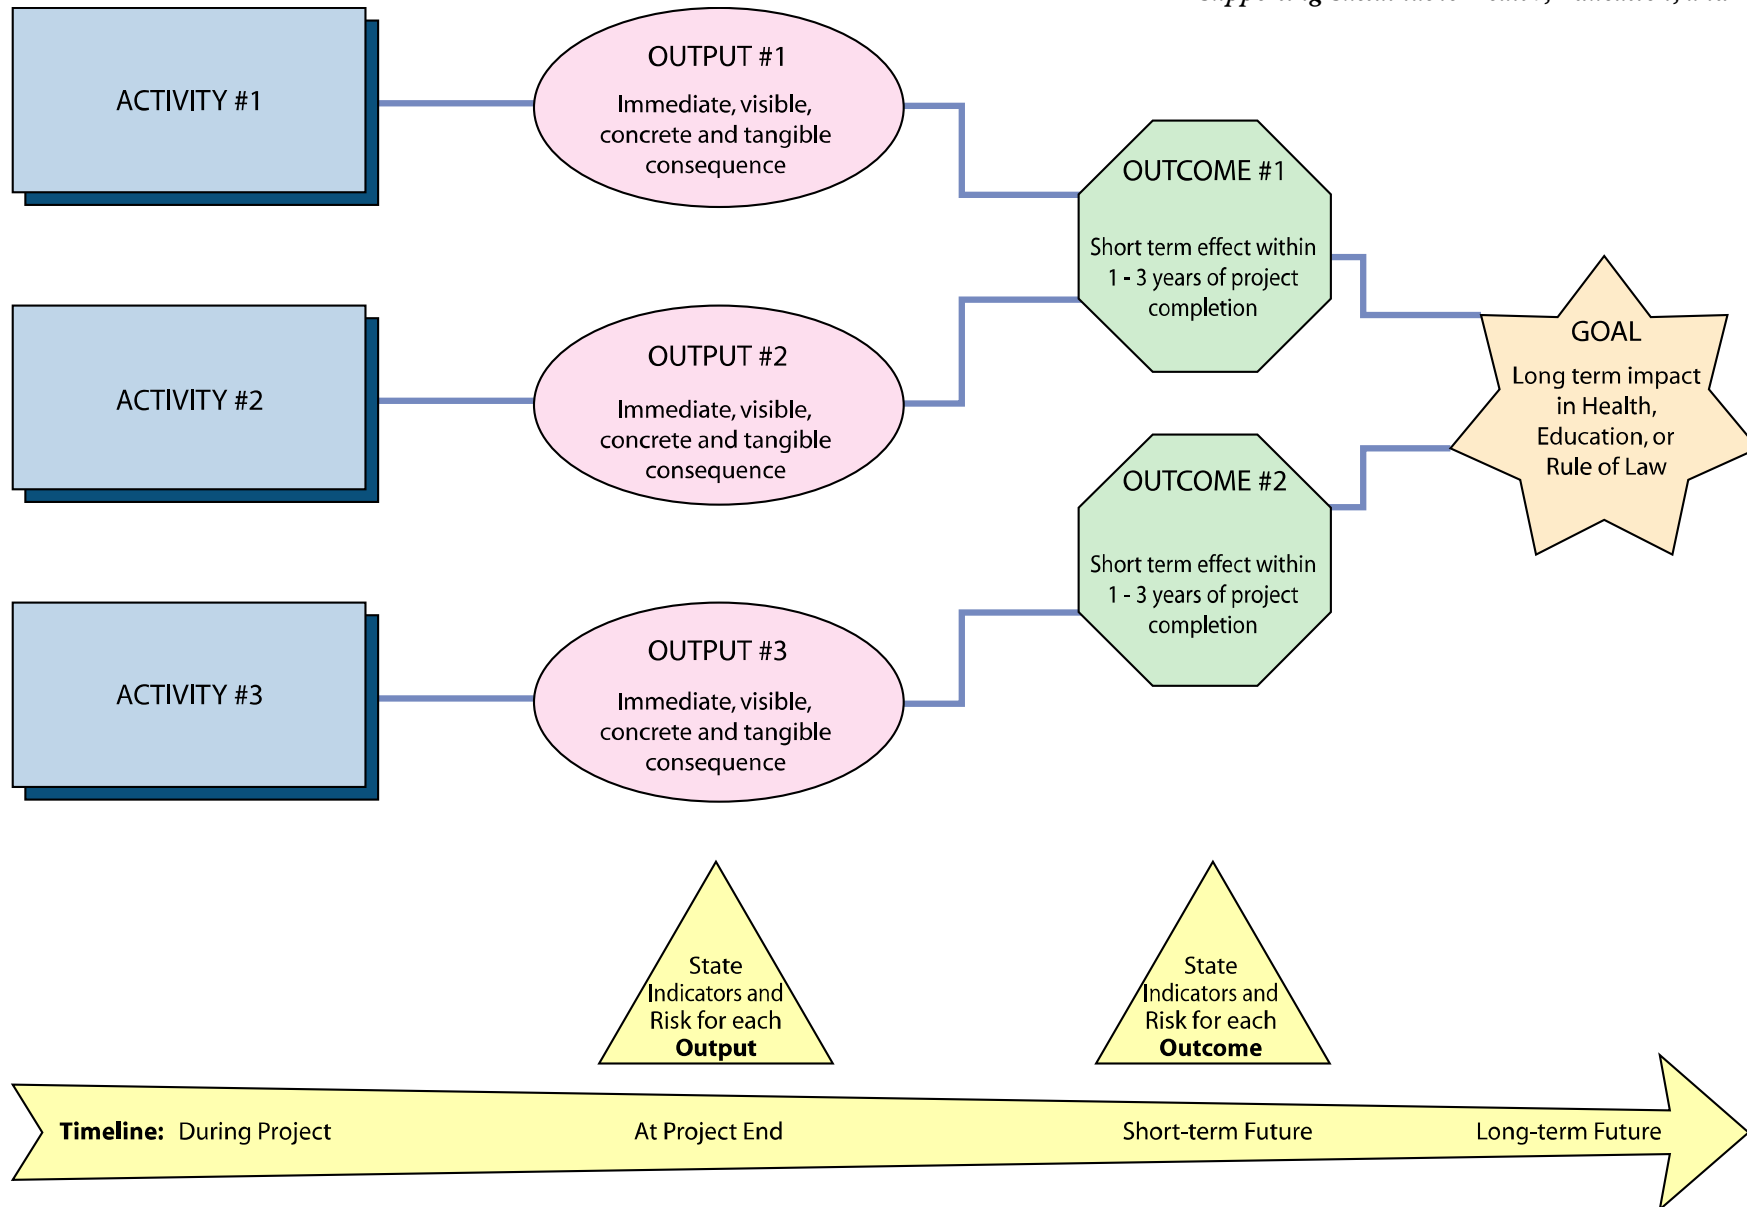 ACTIVITY #1
OUTPUT #1
Immediate, visible,
concrete and tangible
consequence
OUTCOME #1
Short term effect within
1 - 3 years of project
completion
ACTIVITY #2
OUTPUT #2
Immediate, visible,
concrete and tangible
consequence
GOAL
Long term impact
in Health,
Education, or
Rule of Law
OUTCOME #2
Short term effect within
1 - 3 years of project
completion
ACTIVITY #3
OUTPUT #3
Immediate, visible,
concrete and tangible
consequence
State
Indicators and
Risk for each
Output
State
Indicators and
Risk for each
Outcome
Timeline: During Project
At Project End
Short-term Future
Long-term Future